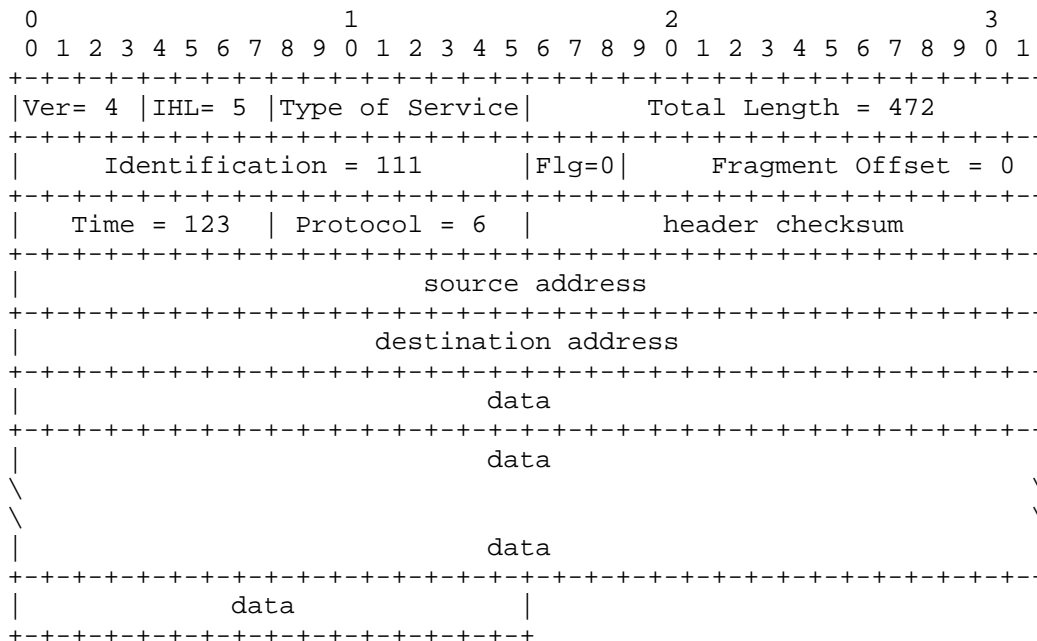 0                   1                   2                   3
 0 1 2 3 4 5 6 7 8 9 0 1 2 3 4 5 6 7 8 9 0 1 2 3 4 5 6 7 8 9 0 1
+-+-+-+-+-+-+-+-+-+-+-+-+-+-+-+-+-+-+-+-+-+-+-+-+-+-+-+-+-+-+-+-
|Ver= 4 |IHL= 5 |Type of Service|       Total Length = 472
+-+-+-+-+-+-+-+-+-+-+-+-+-+-+-+-+-+-+-+-+-+-+-+-+-+-+-+-+-+-+-+-
|     Identification = 111      |Flg=0|     Fragment Offset = 0
+-+-+-+-+-+-+-+-+-+-+-+-+-+-+-+-+-+-+-+-+-+-+-+-+-+-+-+-+-+-+-+-
|   Time = 123  | Protocol = 6  |        header checksum
+-+-+-+-+-+-+-+-+-+-+-+-+-+-+-+-+-+-+-+-+-+-+-+-+-+-+-+-+-+-+-+-
|                         source address
+-+-+-+-+-+-+-+-+-+-+-+-+-+-+-+-+-+-+-+-+-+-+-+-+-+-+-+-+-+-+-+-
|                      destination address
+-+-+-+-+-+-+-+-+-+-+-+-+-+-+-+-+-+-+-+-+-+-+-+-+-+-+-+-+-+-+-+-
|                             data
+-+-+-+-+-+-+-+-+-+-+-+-+-+-+-+-+-+-+-+-+-+-+-+-+-+-+-+-+-+-+-+-
|                             data
\                                                               \
\                                                               \
|                             data
+-+-+-+-+-+-+-+-+-+-+-+-+-+-+-+-+-+-+-+-+-+-+-+-+-+-+-+-+-+-+-+-
|             data              |
+-+-+-+-+-+-+-+-+-+-+-+-+-+-+-+-+